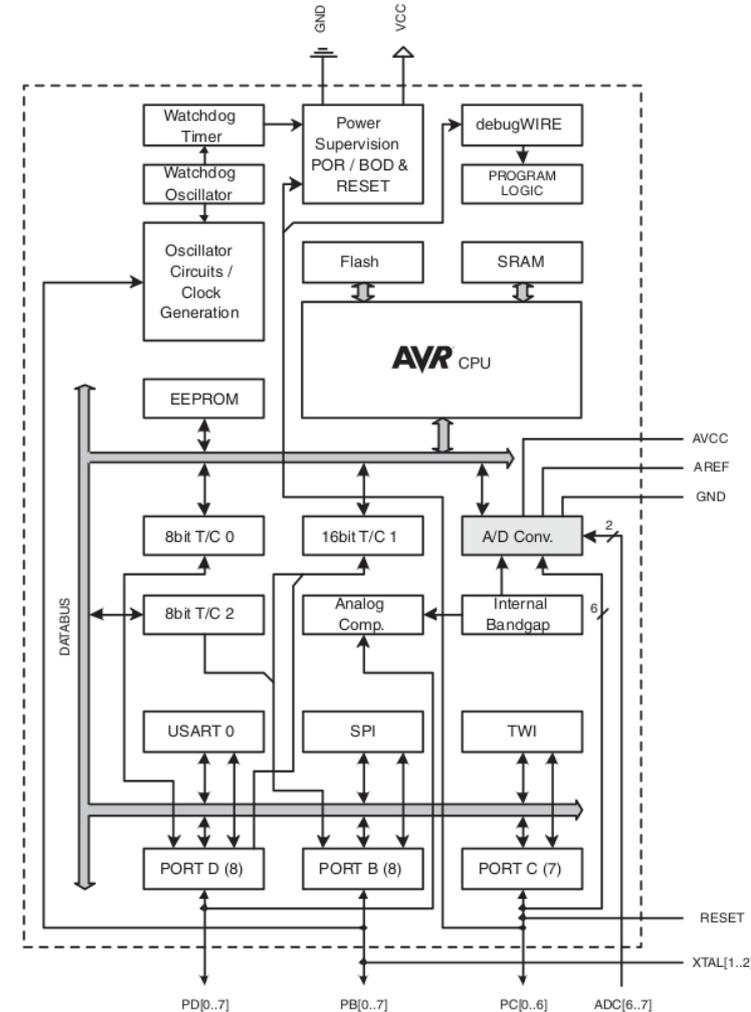 GND
VCC
Watchdog
Timer
Power
Supervision
POR / BOD &
RESET
debugWIRE
Watchdog
Oscillator
PROGRAM
LOGIC
Oscillator
Circuits /
Clock
Generation
Flash
SRAM
AVR CPU
EEPROM
AVCC
AREF
GND
8bit T/C 0
16bit T/C 1
A/D Conv.
2
DATABUS
8bit T/C 2
Analog
Comp.
Internal
Bandgap
6
USART 0
SPI
TWI
PORT D (8)
PORT B (8)
PORT C (7)
RESET
XTAL[1..2]
PD[0..7]
PB[0..7]
PC[0..6]
ADC[6..7]